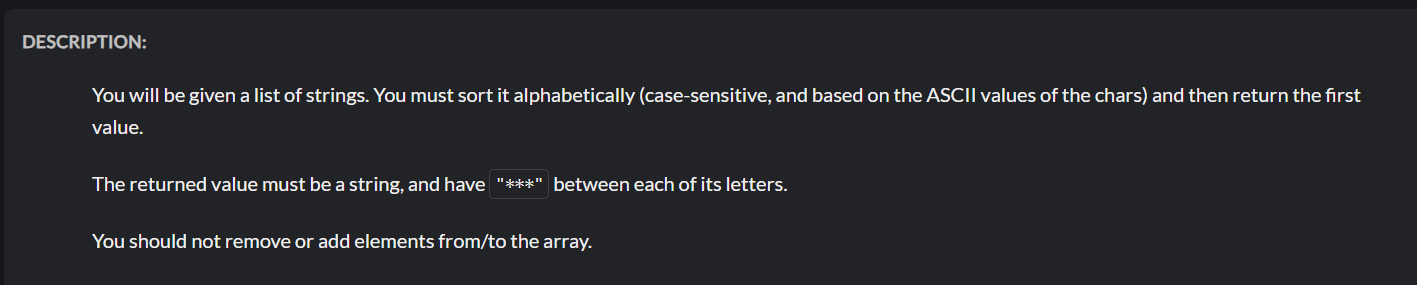 DESCRIPTION:
You will be given a list of strings. You must sort it alphabetically (case-sensitive, and based on the ASCII values of the chars) and then return the first
value.
The returned value must be a string, and have "***" between each of its letters.
You should not remove or add elements from/to the array.